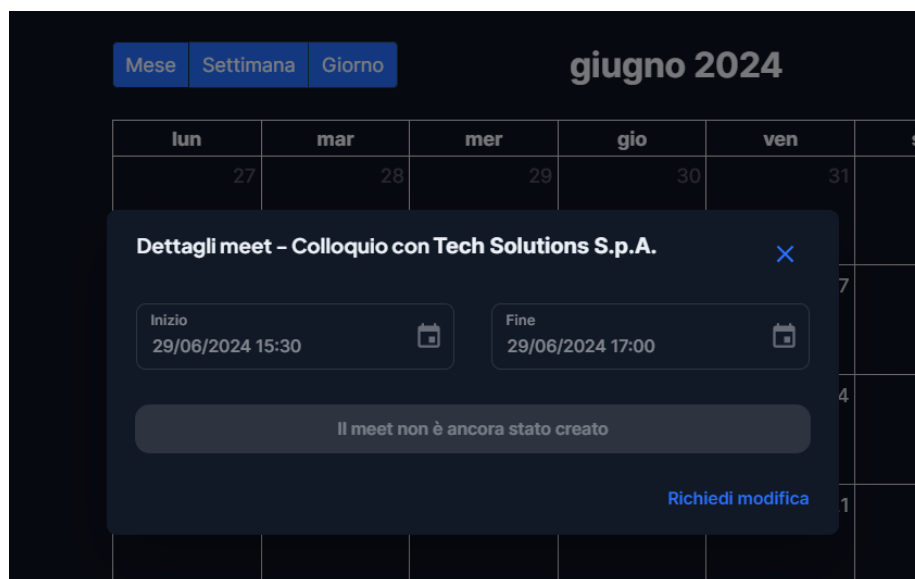 Mese Settimana Giorno
giugno 2024
lun mar mer gio ven
27 28 29 30 31
Dettagli meet – Colloquio con Tech Solutions S.p.A.
7
Inizio
29/06/2024 15:30
Fine
29/06/2024 17:00
4
Il meet non è ancora stato creato
Richiedi modifica
1